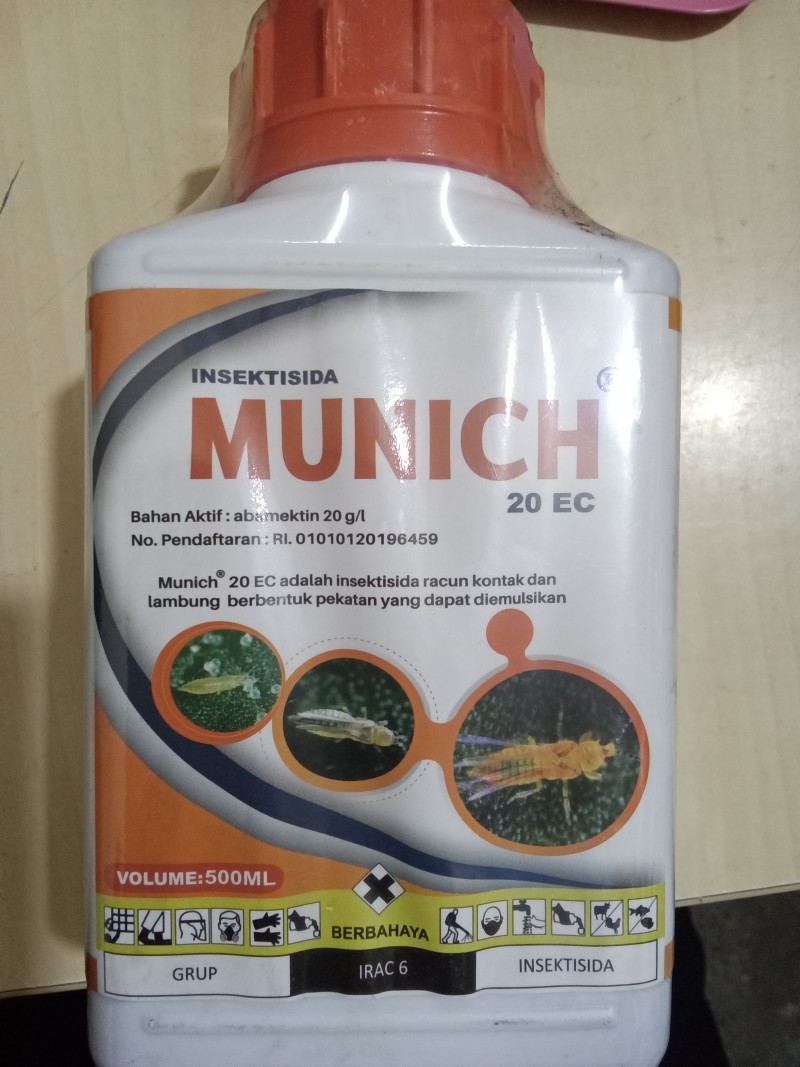 INSEKTISIDA
MUNICH
20 EC
Bahan Aktif : abamektin 20 g/l
No. Pendaftaran : RI. 01010120196459
Munich® 20 EC adalah insektisida racun kontak dan
lambung berbentuk pekatan yang dapat diemulsikan
VOLUME:500ML
BERBAHAYA
GRUP IRAC 6 INSEKTISIDA